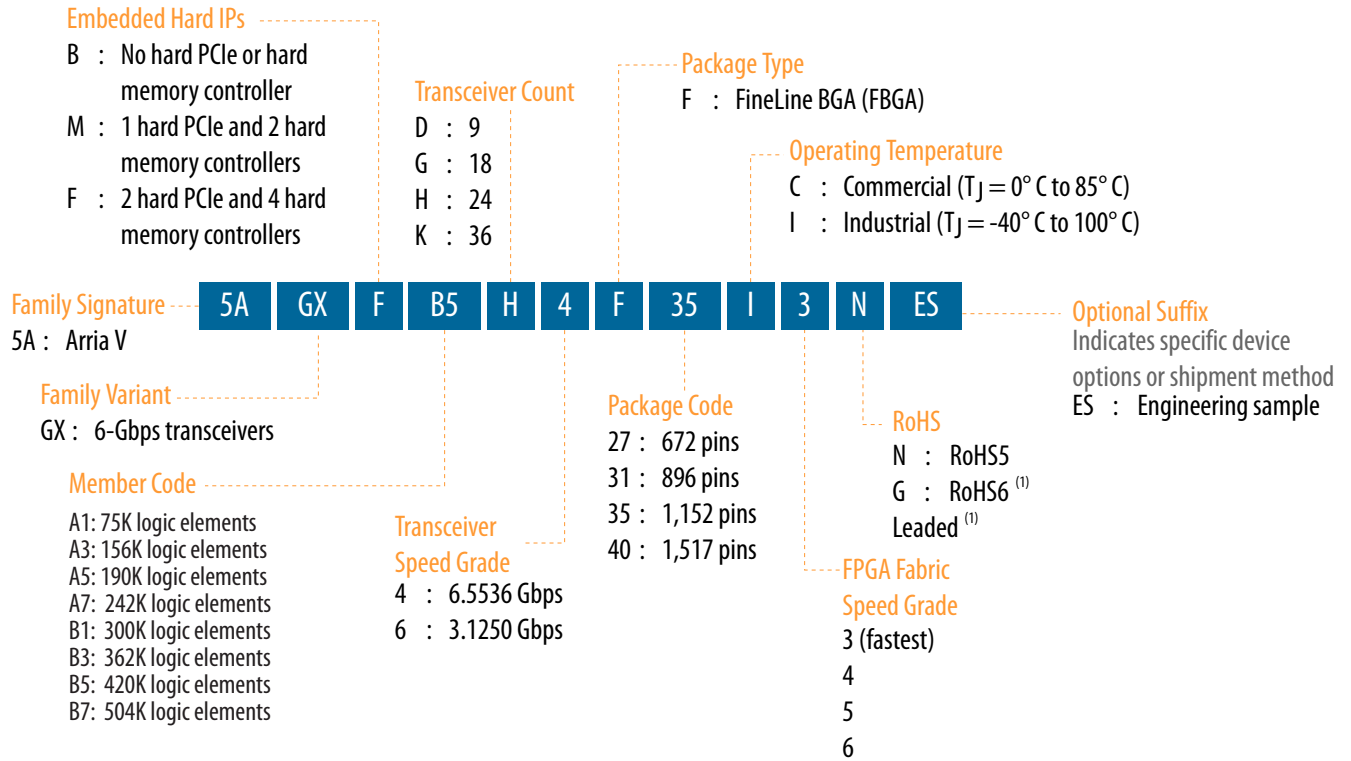 Embedded Hard IPs
B : No hard PCIe or hard
memory controller
M : 1 hard PCIe and 2 hard
memory controllers
F : 2 hard PCIe and 4 hard
memory controllers
Transceiver Count
D : 9
G : 18
H : 24
K : 36
Package Type
F : FineLine BGA (FBGA)
Operating Temperature
C : Commercial (TJ = 0° C to 85° C)
I : Industrial (TJ = -40° C to 100° C)
Family Signature
5A : Arria V
5A GX F B5 H 4 F 35 I 3 N ES
Optional Suffix
Indicates specific device
options or shipment method
ES : Engineering sample
Family Variant
GX : 6-Gbps transceivers
Member Code
A1: 75K logic elements
A3: 156K logic elements
A5: 190K logic elements
A7: 242K logic elements
B1: 300K logic elements
B3: 362K logic elements
B5: 420K logic elements
B7: 504K logic elements
Transceiver
Speed Grade
4 : 6.5536 Gbps
6 : 3.1250 Gbps
Package Code
27 : 672 pins
31 : 896 pins
35 : 1,152 pins
40 : 1,517 pins
RoHS
N : RoHS5
G : RoHS6 (1)
Leaded (1)
FPGA Fabric
Speed Grade
3 (fastest)
4
5
6